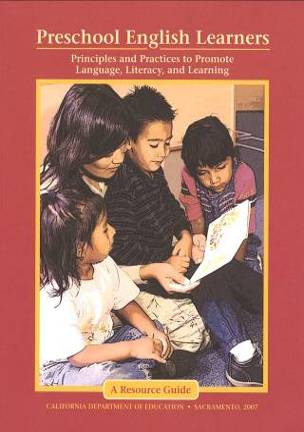 Preschool English Learners
Principles and Practices to Promote
Language, Literacy, and Learning
A Resource Guide
CALIFORNIA DEPARTMENT OF EDUCATION • SACRAMENTO, 2007